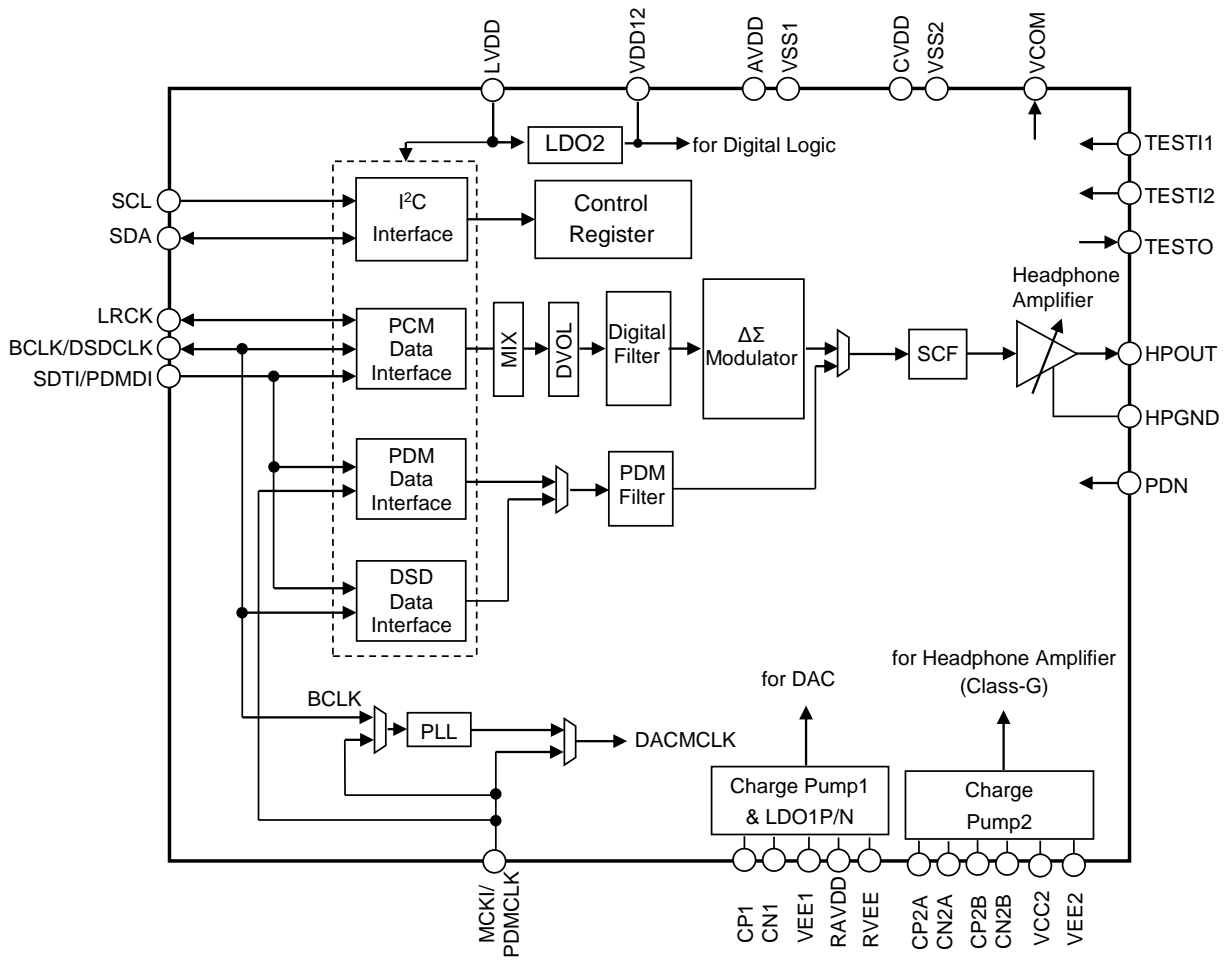 LVDD
VDD12
AVDD
VSS1
CVDD
VSS2
VCOM
LDO2
for Digital Logic
TESTI1
TESTI2
TESTO
SCL
SDA
I²C
Interface
Control
Register
LRCK
BCLK/DSDCLK
SDTI/PDMDI
PCM
Data
Interface
MIX
DVOL
Digital
Filter
ΔΣ
Modulator
SCF
Headphone
Amplifier
HPOUT
HPGND
PDN
PDM
Data
Interface
PDM
Filter
DSD
Data
Interface
BCLK
PLL
DACMCLK
for DAC
for Headphone Amplifier
(Class-G)
Charge Pump1
& LDO1P/N
Charge
Pump2
MCKI/
PDMCLK
CP1
CN1
VEE1
RAVDD
RVEE
CP2A
CN2A
CP2B
CN2B
VCC2
VEE2